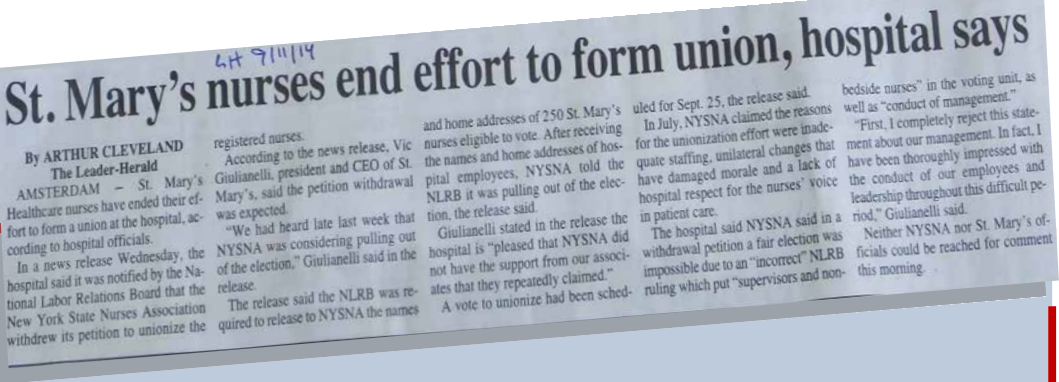 LH 9/11/14
St. Mary's nurses end effort to form union, hospital says
By ARTHUR CLEVELAND
The Leader-Herald
AMSTERDAM — St. Mary's
Healthcare nurses have ended their ef-
fort to form a union at the hospital, ac-
cording to hospital officials.
In a news release Wednesday, the
hospital said it was notified by the Na-
tional Labor Relations Board that the
New York State Nurses Association
withdrew its petition to unionize the
registered nurses.
According to the news release, Vic
Giulianelli, president and CEO of St.
Mary's, said the petition withdrawal
was expected.
"We had heard late last week that
NYSNA was considering pulling out
of the election," Giulianelli said in the
release.
The release said the NLRB was re-
quired to release to NYSNA the names
and home addresses of 250 St. Mary's
nurses eligible to vote. After receiving
the names and home addresses of hos-
pital employees, NYSNA told the
NLRB it was pulling out of the elec-
tion, the release said.
Giulianelli stated in the release the
hospital is "pleased that NYSNA did
not have the support from our associ-
ates that they repeatedly claimed."
A vote to unionize had been sched-
uled for Sept. 25, the release said.
In July, NYSNA claimed the reasons
for the unionization effort were inade-
quate staffing, unilateral changes that
have damaged morale and a lack of
hospital respect for the nurses' voice
in patient care.
The hospital said NYSNA said in a
withdrawal petition a fair election was
impossible due to an "incorrect" NLRB
ruling which put "supervisors and non-
bedside nurses" in the voting unit, as
well as "conduct of management."
"First, I completely reject this state-
ment about our management. In fact, I
have been thoroughly impressed with
the conduct of our employees and
leadership throughout this difficult pe-
riod," Giulianelli said.
Neither NYSNA nor St. Mary's of-
ficials could be reached for comment
this morning.